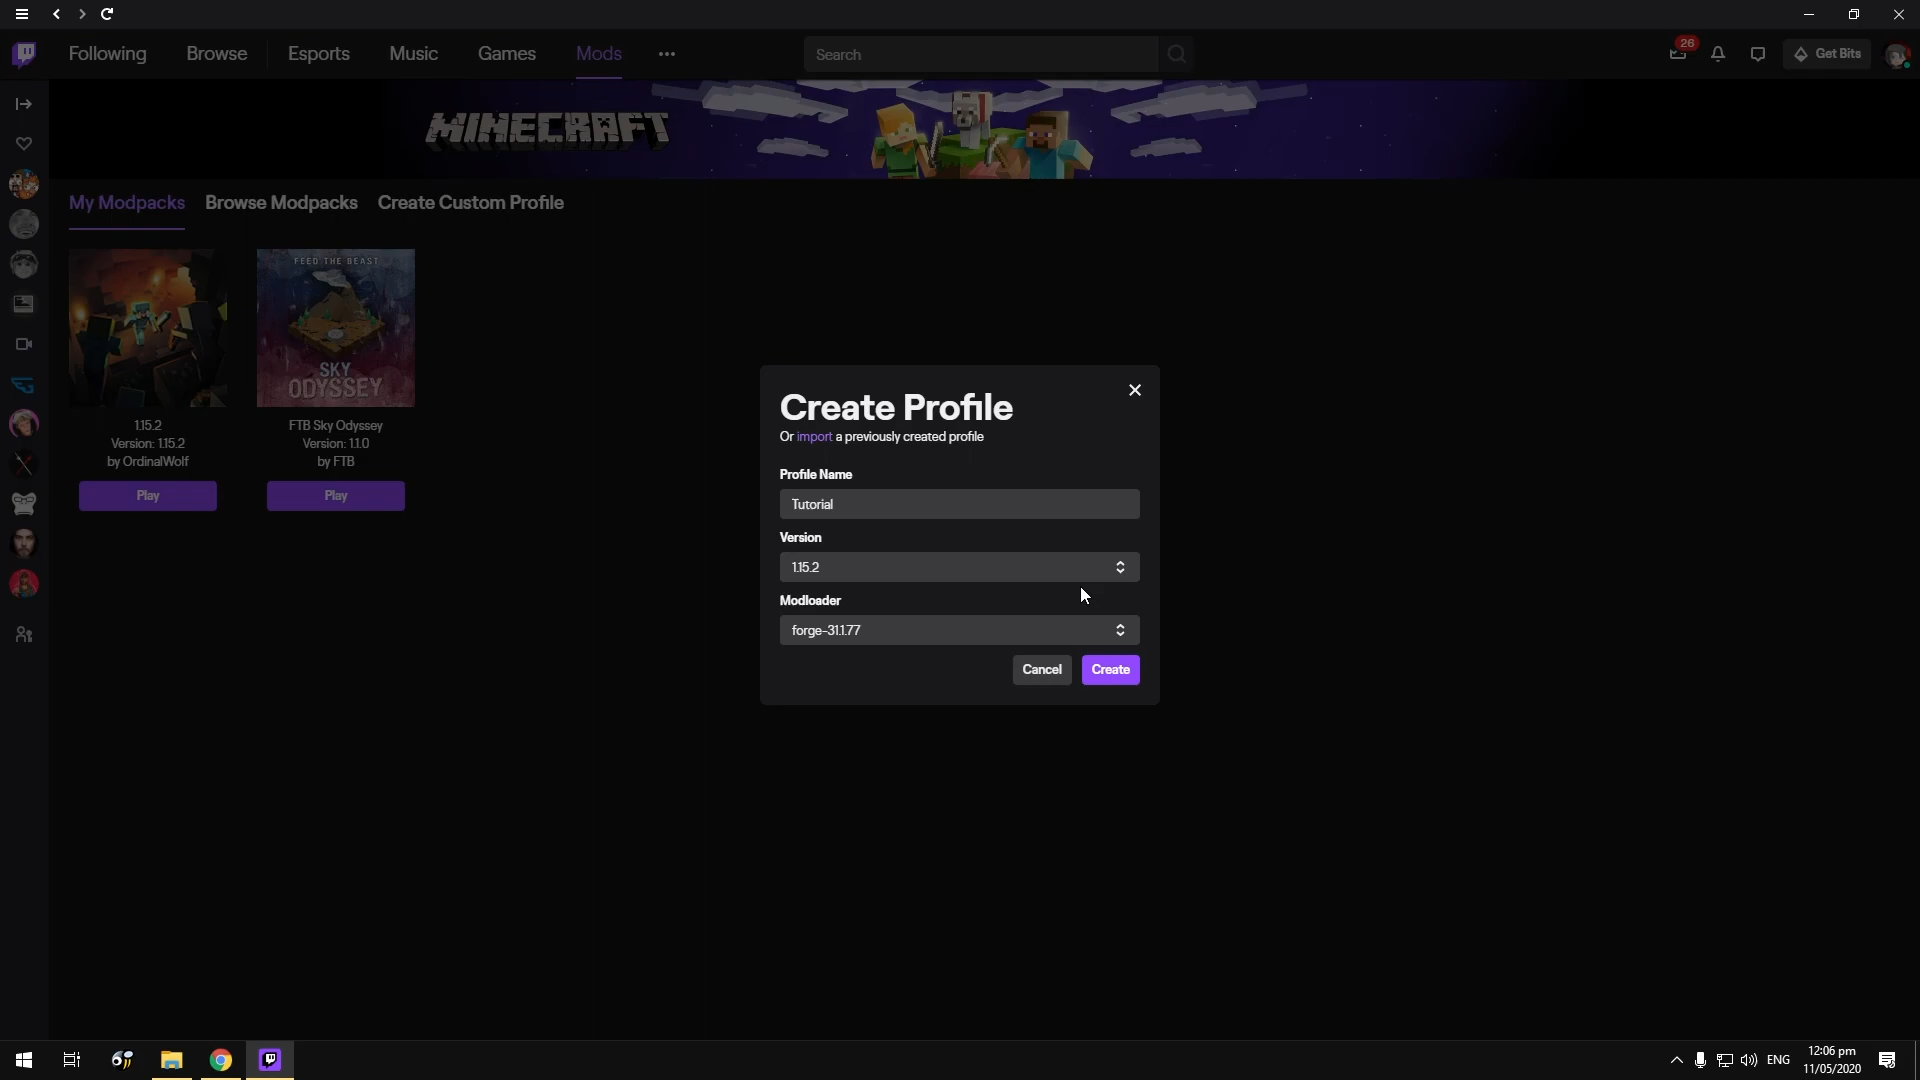 Following Browse Esports Music Games Mods
Search
26
Get Bits
MINECRAFT
My Modpacks Browse Modpacks Create Custom Profile
FEED THE BEAST
SKY
ODYSSEY
1.15.2
Version: 1.15.2
by OrdinalWolf
Play
FTB Sky Odyssey
Version: 1.1.0
by FTB
Play
Create Profile
Or import a previously created profile
Profile Name
Tutorial
Version
1.15.2
Modloader
forge-31.1.77
Cancel Create
ENG
12:06 pm
11/05/2020